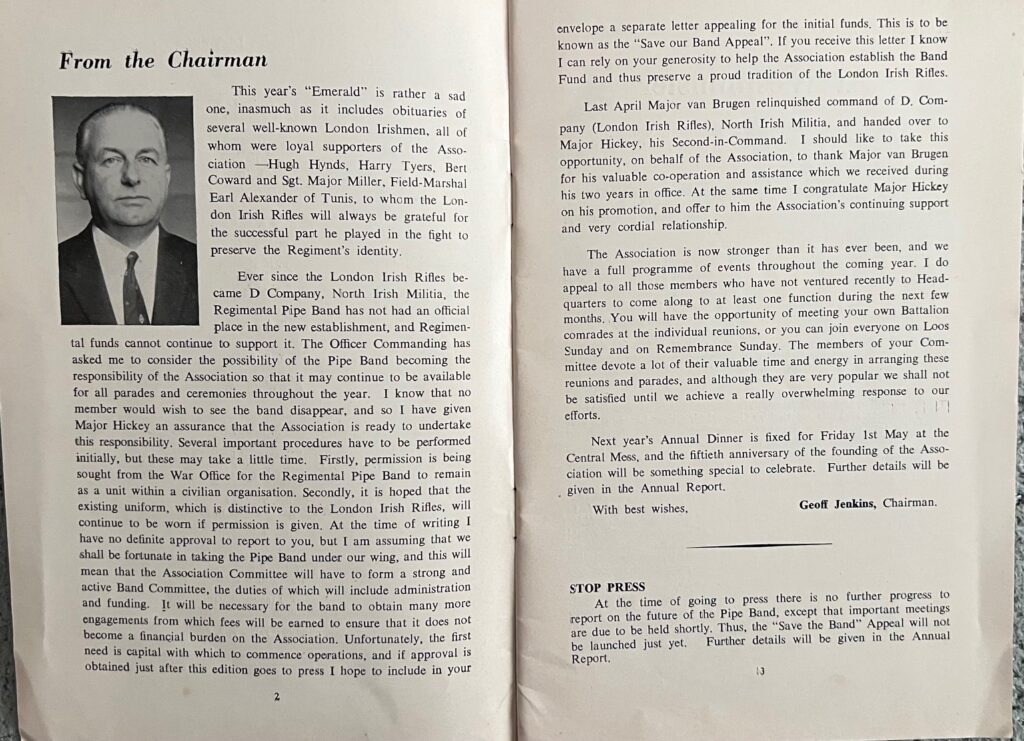 From the Chairman
This year's "Emerald" is rather a sad
one, inasmuch as it includes obituaries of
several well-known London Irishmen, all of
whom were loyal supporters of the Asso-
ciation —Hugh Hynds, Harry Tyers, Bert
Coward and Sgt. Major Miller, Field-Marshal
Earl Alexander of Tunis, to whom the Lon-
don Irish Rifles will always be grateful for
the successful part he played in the fight to
preserve the Regiment's identity.
Ever since the London Irish Rifles be-
came D Company, North Irish Militia, the
Regimental Pipe Band has not had an official
place in the new establishment, and Regimen-
tal funds cannot continue to support it. The Officer Commanding has
asked me to consider the possibility of the Pipe Band becoming the
responsibility of the Association so that it may continue to be available
for all parades and ceremonies throughout the year. I know that no
member would wish to see the band disappear, and so I have given
Major Hickey an assurance that the Association is ready to undertake
this responsibility. Several important procedures have to be performed
initially, but these may take a little time. Firstly, permission is being
sought from the War Office for the Regimental Pipe Band to remain
as a unit within a civilian organisation. Secondly, it is hoped that the
existing uniform, which is distinctive to the London Irish Rifles, will
continue to be worn if permission is given. At the time of writing I
have no definite approval to report to you, but I am assuming that we
shall be fortunate in taking the Pipe Band under our wing, and this will
mean that the Association Committee will have to form a strong and
active Band Committee, the duties of which will include administration
and funding. It will be necessary for the band to obtain many more
engagements from which fees will be earned to ensure that it does not
become a financial burden on the Association. Unfortunately, the first
need is capital with which to commence operations, and if approval is
obtained just after this edition goes to press I hope to include in your
2
envelope a separate letter appealing for the initial funds. This is to be
known as the "Save our Band Appeal". If you receive this letter I know
I can rely on your generosity to help the Association establish the Band
Fund and thus preserve a proud tradition of the London Irish Rifles.
Last April Major van Brugen relinquished command of D. Com-
pany (London Irish Rifles), North Irish Militia, and handed over to
Major Hickey, his Second-in-Command. I should like to take this
opportunity, on behalf of the Association, to thank Major van Brugen
for his valuable co-operation and assistance which we received during
his two years in office. At the same time I congratulate Major Hickey
on his promotion, and offer to him the Association's continuing support
and very cordial relationship.
The Association is now stronger than it has ever been, and we
have a full programme of events throughout the coming year. I do
appeal to all those members who have not ventured recently to Head-
quarters to come along to at least one function during the next few
months. You will have the opportunity of meeting your own Battalion
comrades at the individual reunions, or you can join everyone on Loos
Sunday and on Remembrance Sunday. The members of your Com-
mittee devote a lot of their valuable time and energy in arranging these
reunions and parades, and although they are very popular we shall not
be satisfied until we achieve a really overwhelming response to our
efforts.
Next year's Annual Dinner is fixed for Friday 1st May at the
Central Mess, and the fiftieth anniversary of the founding of the Asso-
ciation will be something special to celebrate. Further details will be
given in the Annual Report.
With best wishes, Geoff Jenkins, Chairman.
STOP PRESS
At the time of going to press there is no further progress to
report on the future of the Pipe Band, except that important meetings
are due to be held shortly. Thus, the "Save the Band" Appeal will not
be launched just yet. Further details will be given in the Annual
Report.